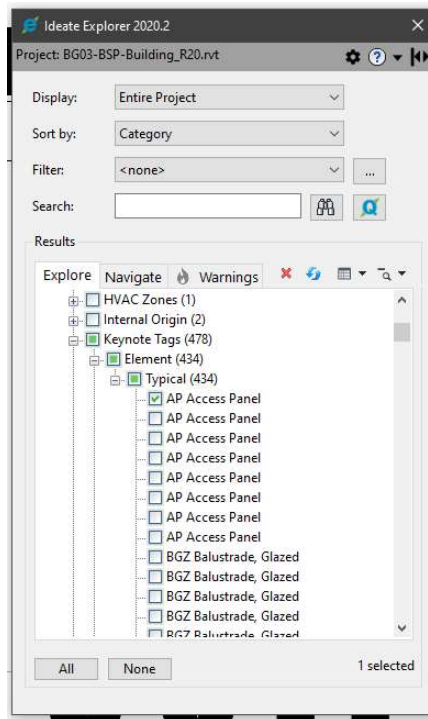 Ideate Explorer 2020.2
Project: BG03-BSP-Building_R20.rvt
Display: Entire Project
Sort by: Category
Filter: <none> ...
Search:
Results
Explore Navigate Warnings
HVAC Zones (1)
Internal Origin (2)
Keynote Tags (478)
Element (434)
Typical (434)
AP Access Panel
AP Access Panel
AP Access Panel
AP Access Panel
AP Access Panel
AP Access Panel
AP Access Panel
AP Access Panel
BGZ Balustrade, Glazed
BGZ Balustrade, Glazed
BGZ Balustrade, Glazed
BGZ Balustrade, Glazed
BGZ Balustrade, Glazed
All None 1 selected